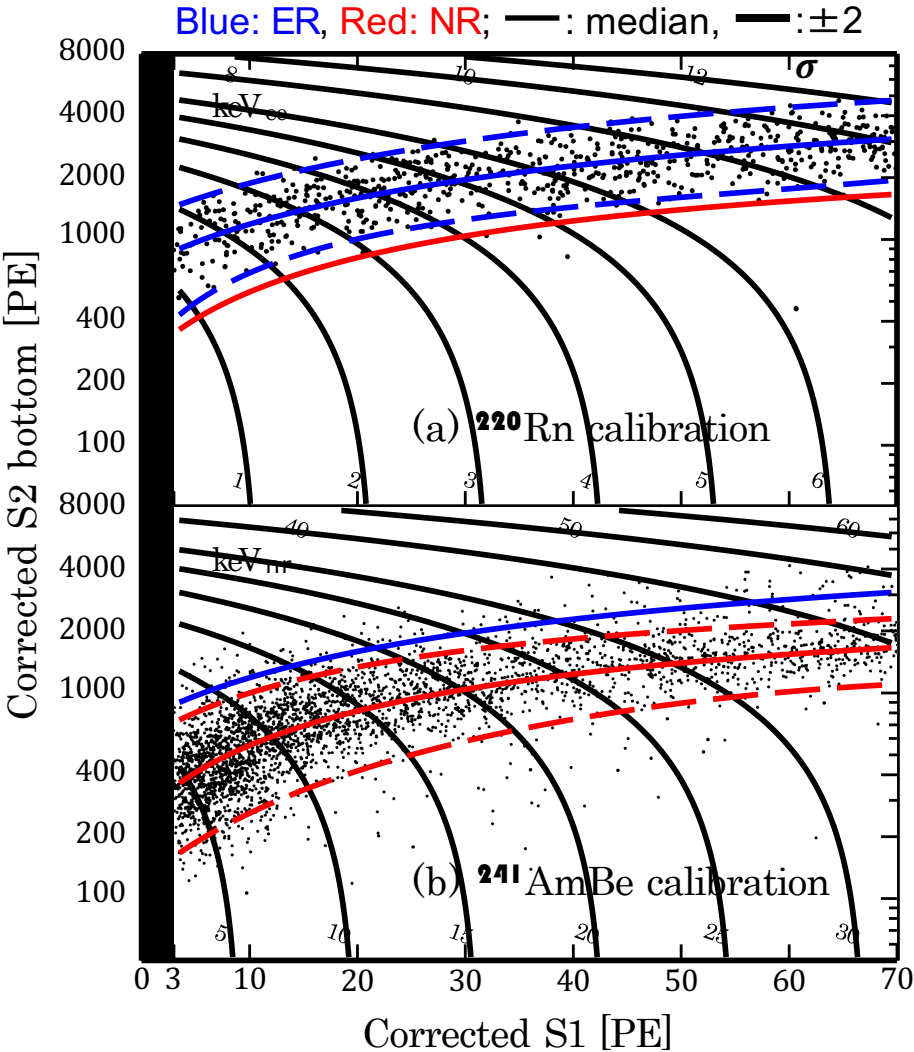 Blue: ER, Red: NR; — : median, — : ±2
σ
8000
4000
2000
1000
400
200
100
8 10 12
keVee
(a) 220Rn calibration
1 2 3 4 5 6
8000
4000
2000
1000
400
200
100
40 50 60
keVnr
(b) 241AmBe calibration
5 10 15 20 25 30
0 3 10 20 30 40 50 60 70
Corrected S1 [PE]
Corrected S2 bottom [PE]